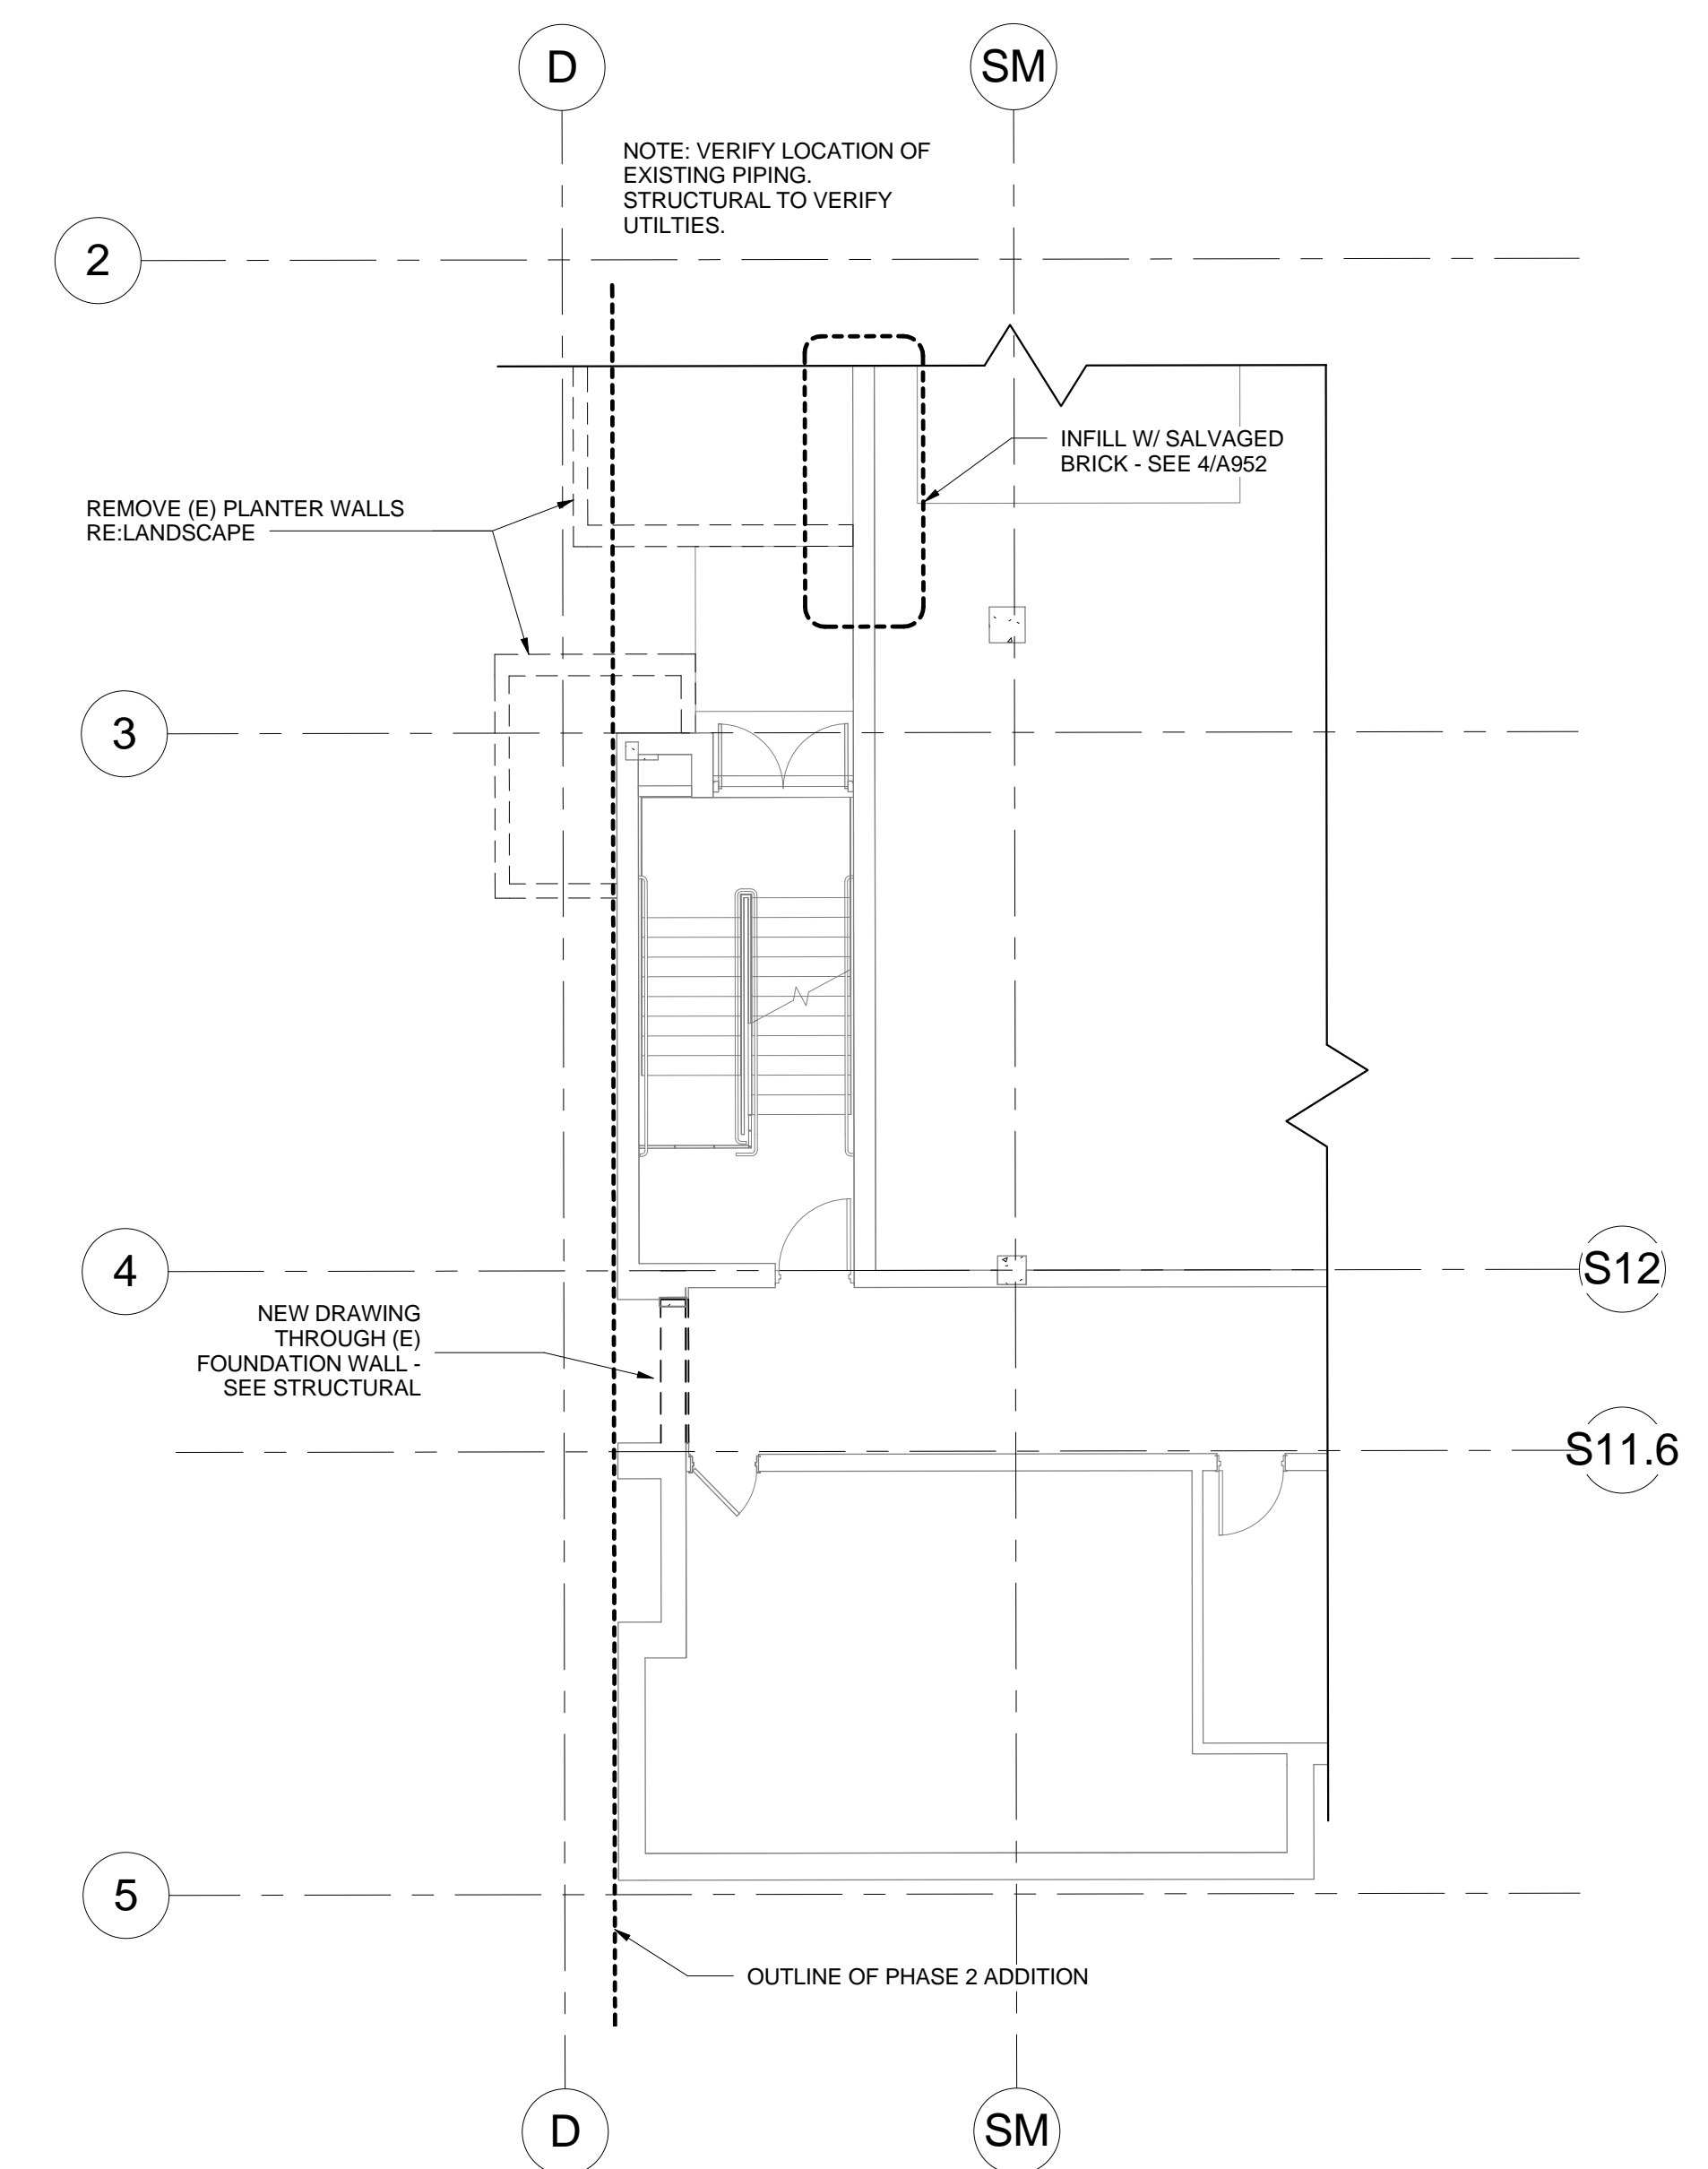 D
SM
NOTE: VERIFY LOCATION OF
EXISTING PIPING.
STRUCTURAL TO VERIFY
UTILTIES.
2
INFILL W/ SALVAGED
BRICK - SEE 4/A952
REMOVE (E) PLANTER WALLS
RE:LANDSCAPE
3
4
S12
NEW DRAWING
THROUGH (E)
FOUNDATION WALL -
SEE STRUCTURAL
S11.6
5
OUTLINE OF PHASE 2 ADDITION
D
SM